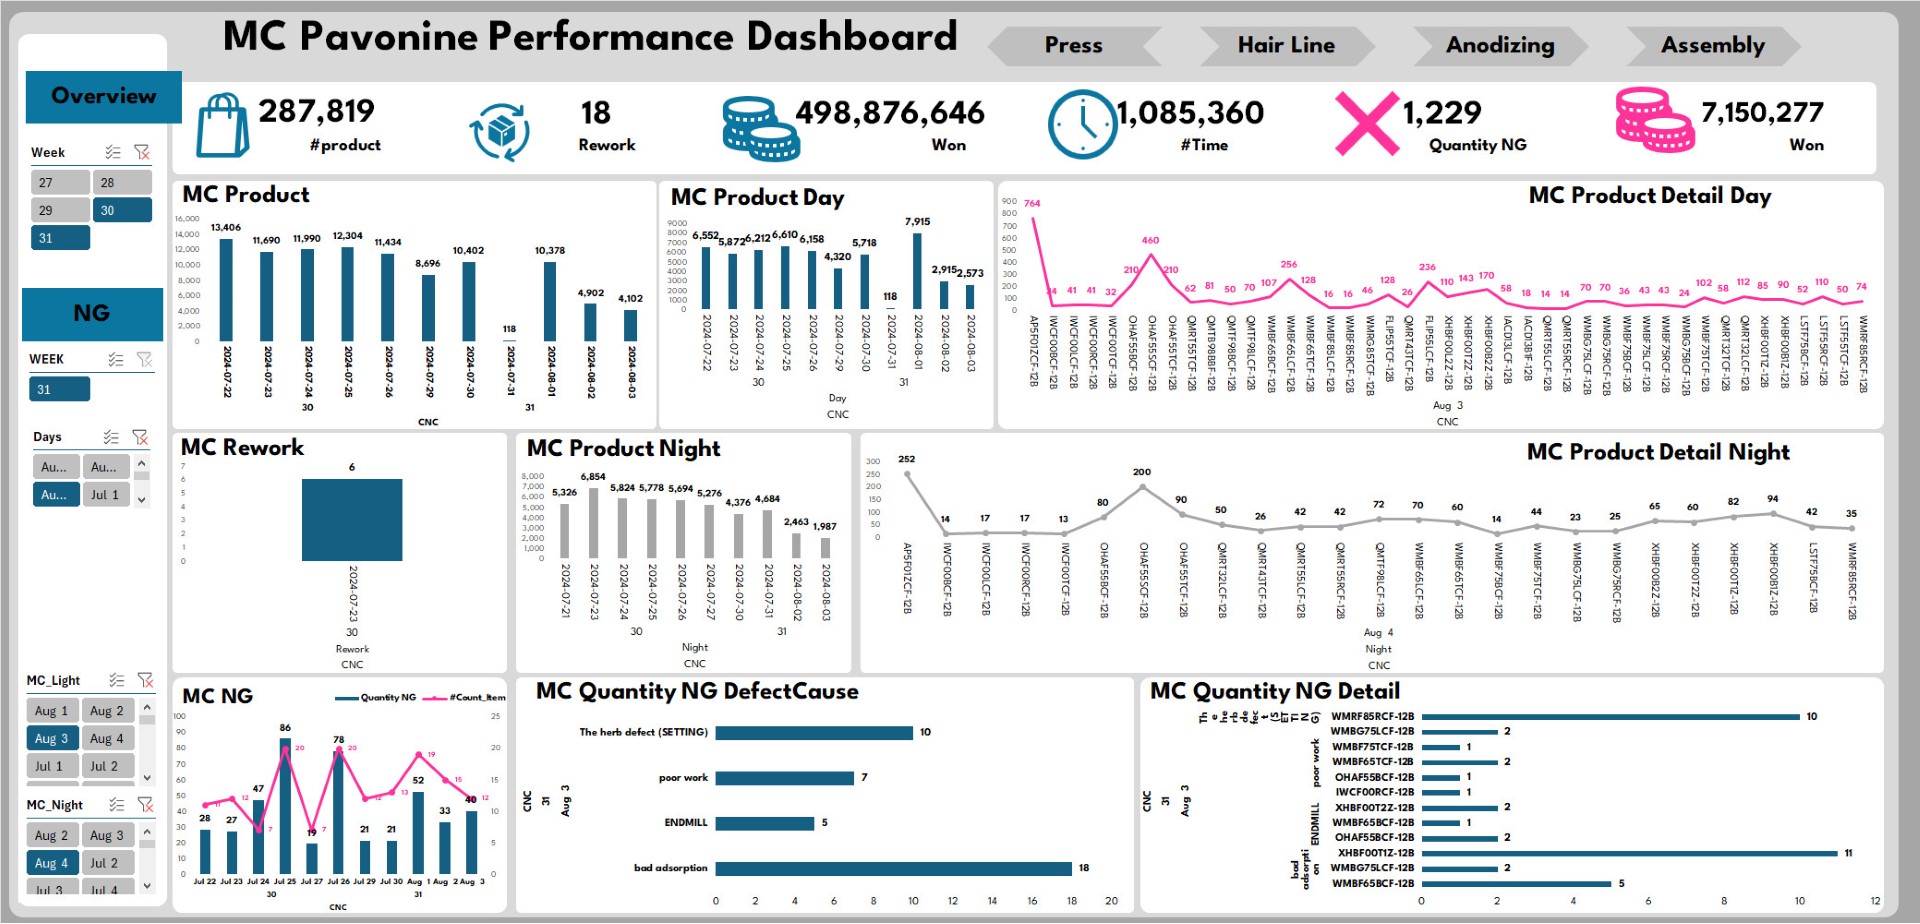 MC Pavonine Performance Dashboard
Press
Hair Line
Anodizing
Assembly
Overview
287,819
#product
18
Rework
498,876,646
Won
1,085,360
#Time
1,229
Quantity NG
7,150,277
Won
Week
27
28
29
30
31
NG
WEEK
31
Days
Au...
Au...
Au...
Jul 1
MC_Light
Aug 1
Aug 2
Aug 3
Aug 4
Jul 1
Jul 2
MC_Night
Aug 2
Aug 3
Aug 4
Jul 2
Jul 3
Jul 4
MC Product
16,000
14,000
12,000
10,000
8,000
6,000
4,000
2,000
0
13,406
11,690
11,990
12,304
11,434
8,696
10,402
118
10,378
4,902
4,102
2024-07-22
2024-07-23
2024-07-24
2024-07-25
2024-07-26
2024-07-29
2024-07-30
2024-07-31
2024-08-01
2024-08-02
2024-08-03
30
31
CNC
MC Product Day
9000
8000
7000
6000
5000
4000
3000
2000
1000
0
6,552
5,872
6,212
6,610
6,158
4,320
5,718
118
7,915
2,915
2,573
2024-07-22
2024-07-23
2024-07-24
2024-07-25
2024-07-26
2024-07-29
2024-07-30
2024-07-31
2024-08-01
2024-08-02
2024-08-03
30
31
Day
CNC
MC Product Detail Day
900
800
700
600
500
400
300
200
100
0
764
41
41
32
210
460
210
62
81
50
70
107
256
128
16
16
46
128
26
236
110
143
170
58
18
14
14
70
70
36
43
43
24
102
58
112
85
90
52
110
50
74
AP5F01ZCF-12B
IWCF00BCF-12B
IWCF00LCF-12B
IWCF00RCF-12B
IWCF00TCF-12B
OHAF55BCF-12B
OHAF55SCF-12B
OHAF55TCF-12B
QMRT55TCF-12B
QMTB98BBF-12B
QMTF98BCF-12B
QMTF98LCF-12B
WMBF65BCF-12B
WMBF65LCF-12B
WMBF65TCF-12B
WMBF85LCF-12B
WMBF85RCF-12B
WMRG85TCF-12B
FLIP55TCF-12B
QMRT43TCF-12B
FLIP55LCF-12B
XHBF00L2Z-12B
XHBF00T2Z-12B
XHBF00B2Z-12B
IACD13LCF-12B
IACD13B1F-12B
QMRT55LCF-12B
QMRT55RCF-12B
WMBG75LCF-12B
WMBG75RCF-12B
WMBF75BCF-12B
WMBF75LCF-12B
WMBF75RCF-12B
WMBG75BCF-12B
WMBF75TCF-12B
QMRT32TCF-12B
QMRT32LCF-12B
XHBF00T1Z-12B
XHBF00B1Z-12B
LSTF75BCF-12B
LSTF55RCF-12B
LSTF55TCF-12B
WMRF85RCF-12B
Aug 3
CNC
MC Rework
7
6
5
4
3
2
1
0
6
2024-07-23
30
Rework
CNC
MC Product Night
8,000
7,000
6,000
5,000
4,000
3,000
2,000
1,000
0
5,326
6,854
5,824
5,778
5,694
5,276
4,376
4,684
2,463
1,987
2024-07-21
2024-07-23
2024-07-24
2024-07-25
2024-07-26
2024-07-27
2024-07-30
2024-07-31
2024-08-02
2024-08-03
30
31
Night
CNC
MC Product Detail Night
300
250
200
150
100
50
0
252
14
17
17
13
80
200
90
50
26
42
42
72
70
60
14
44
23
25
65
60
82
94
42
35
AP5F01ZCF-12B
IWCF00BCF-12B
IWCF00LCF-12B
IWCF00RCF-12B
IWCF00TCF-12B
OHAF55BCF-12B
OHAF55SCF-12B
OHAF55TCF-12B
QMRT32LCF-12B
QMRT43TCF-12B
QMRT55LCF-12B
QMRT55RCF-12B
QMTF98LCF-12B
WMBF65LCF-12B
WMBF65TCF-12B
WMBF75BCF-12B
WMBF75TCF-12B
WMBG75LCF-12B
WMBG75RCF-12B
XHBF00B2Z-12B
XHBF00T2Z-12B
XHBF00T1Z-12B
XHBF00B1Z-12B
LSTF75BCF-12B
WMRF85RCF-12B
Aug 4
Night
CNC
MC NG
Quantity NG
#Count_Item
100
90
80
70
60
50
40
30
20
10
0
25
20
15
10
5
0
28
27
47
86
19
78
21
21
52
33
40
11
12
7
20
7
20
12
13
19
15
12
Jul 22
Jul 23
Jul 24
Jul 25
Jul 27
Jul 26
Jul 29
Jul 30
Aug 1
Aug 2
Aug 3
30
31
CNC
MC Quantity NG DefectCause
CNC
31
Aug 3
The herb defect (SETTING)
10
poor work
7
ENDMILL
5
bad adsorption
18
0
2
4
6
8
10
12
14
16
18
20
MC Quantity NG Detail
CNC
31
Aug 3
Th
e
he
rb
de
fec
t
(S
ET
TI
N
G)
poor work
ENDMILL
bad
adsorpti
on
WMRF85RCF-12B
10
WMBG75LCF-12B
2
WMBF75TCF-12B
1
WMBF65TCF-12B
2
OHAF55BCF-12B
1
IWCF00RCF-12B
1
XHBF00T2Z-12B
2
WMBF65BCF-12B
1
OHAF55BCF-12B
2
XHBF00T1Z-12B
11
WMBG75LCF-12B
2
WMBF65BCF-12B
5
0
2
4
6
8
10
12